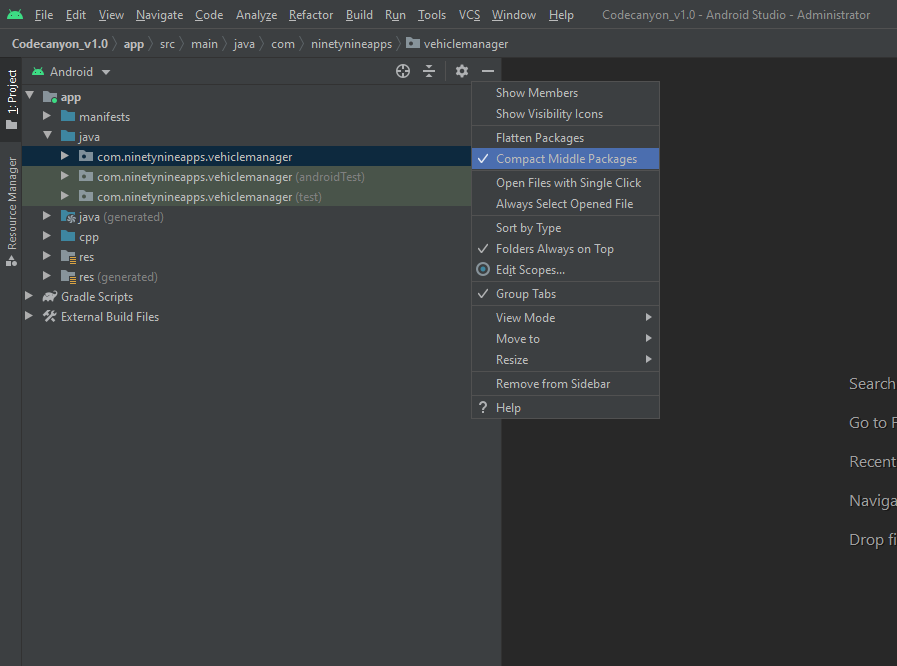 File Edit View Navigate Code Analyze Refactor Build Run Tools VCS Window Help Codecanyon_v1.0 - Android Studio - Administrator
Codecanyon_v1.0 app src main java com ninetynineapps vehiclemanager
1: Project
Resource Manager
Android
app
manifests
java
com.ninetynineapps.vehiclemanager
com.ninetynineapps.vehiclemanager (androidTest)
com.ninetynineapps.vehiclemanager (test)
java (generated)
cpp
res
res (generated)
Gradle Scripts
External Build Files
Show Members
Show Visibility Icons
Flatten Packages
Compact Middle Packages
Open Files with Single Click
Always Select Opened File
Sort by Type
Folders Always on Top
Edit Scopes...
Group Tabs
View Mode
Move to
Resize
Remove from Sidebar
? Help
Search
Go to F
Recent
Naviga
Drop fi